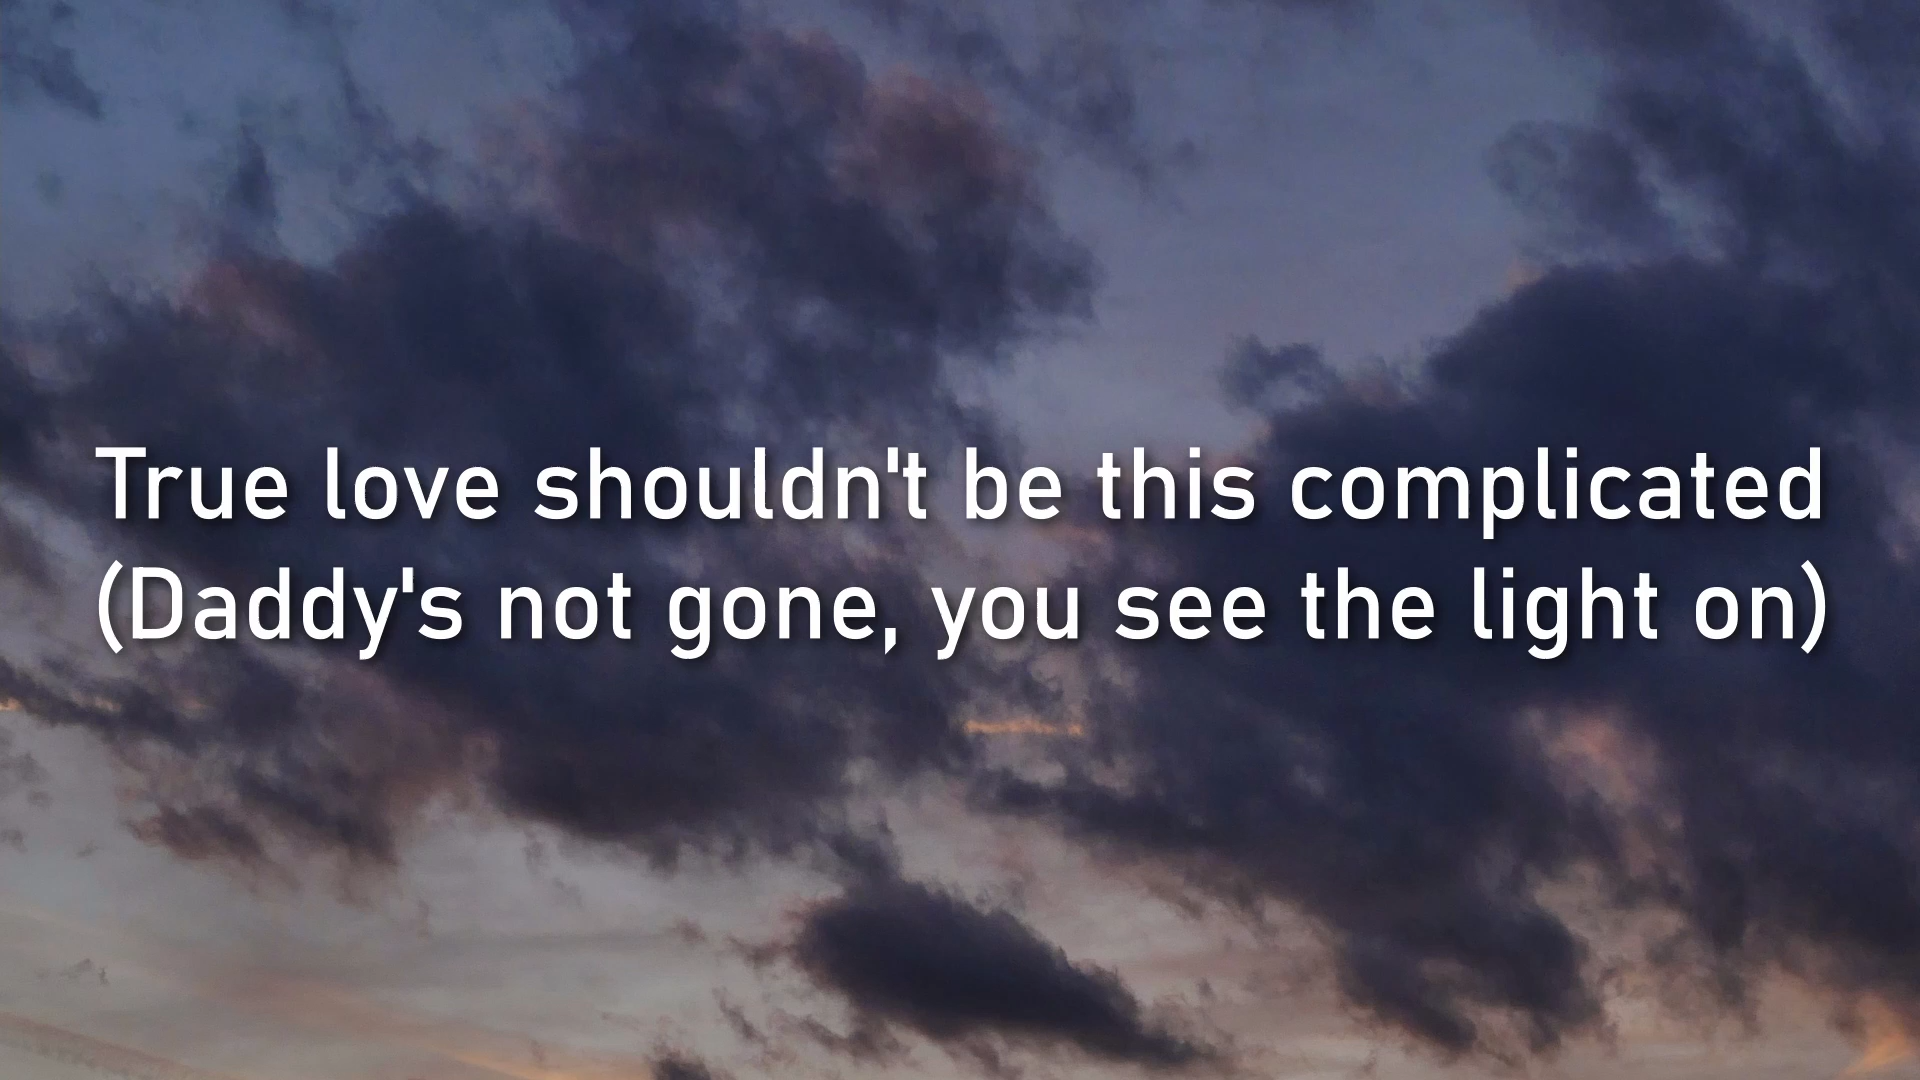 True love shouldn't be this complicated
(Daddy's not gone, you see the light on)